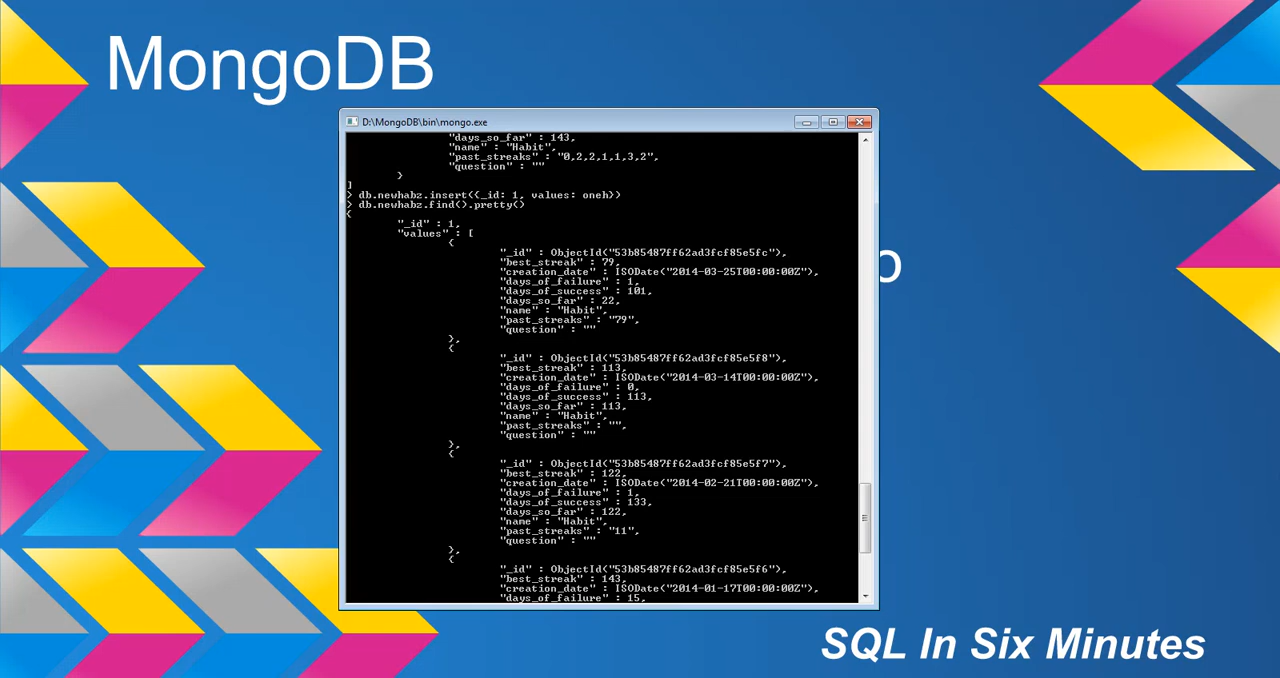 MongoDB
D:\MongoDB\bin\mongo.exe
"days_so_far" : 143,
"name" : "Habit",
"past_streaks" : "0,2,2,1,1,3,2",
"question" : ""
}
]
> db.newhabz.insert({_id: 1, values: oneh})
> db.newhabz.find().pretty()
{
"_id" : 1,
"values" : [
{
"_id" : ObjectId("53b85487ff62ad3fcf85e5fc"),
"best_streak" : 79,
"creation_date" : ISODate("2014-03-25T00:00:00Z"),
"days_of_failure" : 1,
"days_of_success" : 101,
"days_so_far" : 22,
"name" : "Habit",
"past_streaks" : "79",
"question" : ""
},
{
"_id" : ObjectId("53b85487ff62ad3fcf85e5f8"),
"best_streak" : 113,
"creation_date" : ISODate("2014-03-14T00:00:00Z"),
"days_of_failure" : 0,
"days_of_success" : 113,
"days_so_far" : 113,
"name" : "Habit",
"past_streaks" : "",
"question" : ""
},
{
"_id" : ObjectId("53b85487ff62ad3fcf85e5f7"),
"best_streak" : 122,
"creation_date" : ISODate("2014-02-21T00:00:00Z"),
"days_of_failure" : 1,
"days_of_success" : 133,
"days_so_far" : 122,
"name" : "Habit",
"past_streaks" : "11",
"question" : ""
},
{
"_id" : ObjectId("53b85487ff62ad3fcf85e5f6"),
"best_streak" : 143,
"creation_date" : ISODate("2014-01-17T00:00:00Z"),
"days_of_failure" : 15,
SQL In Six Minutes